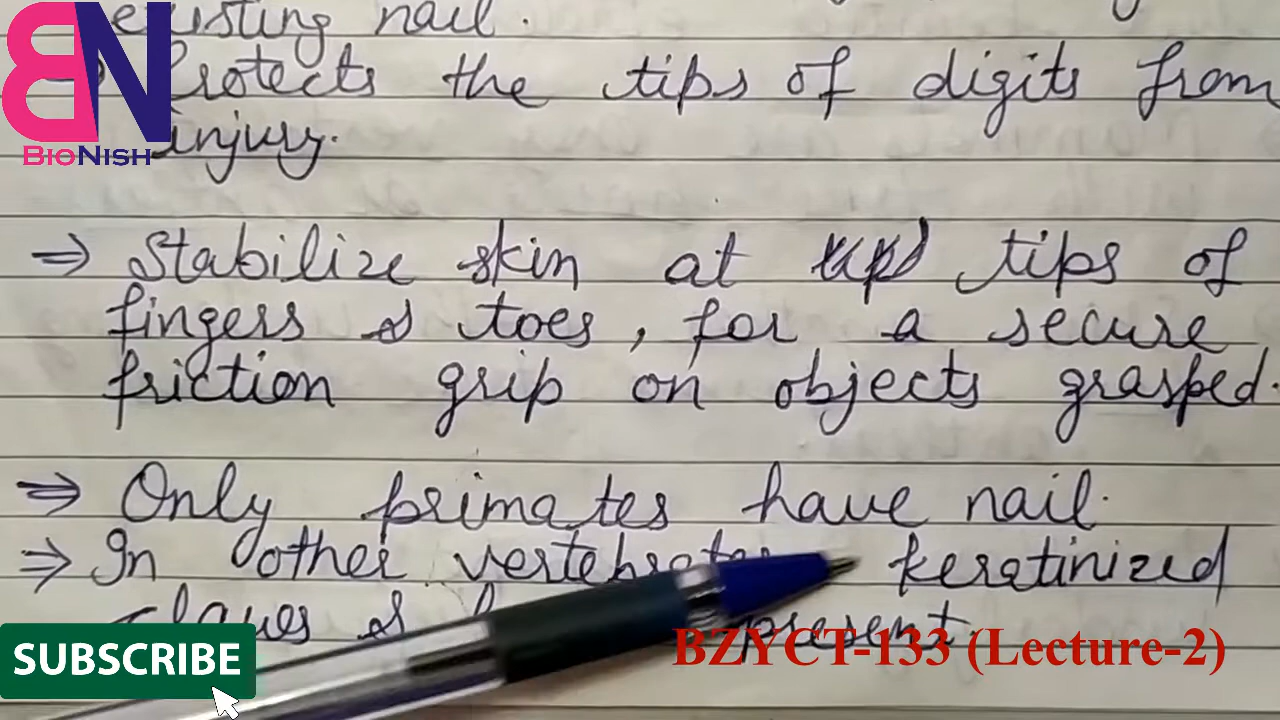 existing nail.
Protects the tips of digits from
injury.
⇒ Stabilize skin at tips of
fingers & toes, for a secure
friction grip on objects grasped.
⇒ Only primates have nail.
⇒ In other vertebrates keratinized
claws & present.
BN
BIONISH
SUBSCRIBE
BZYCT-133 (Lecture-2)